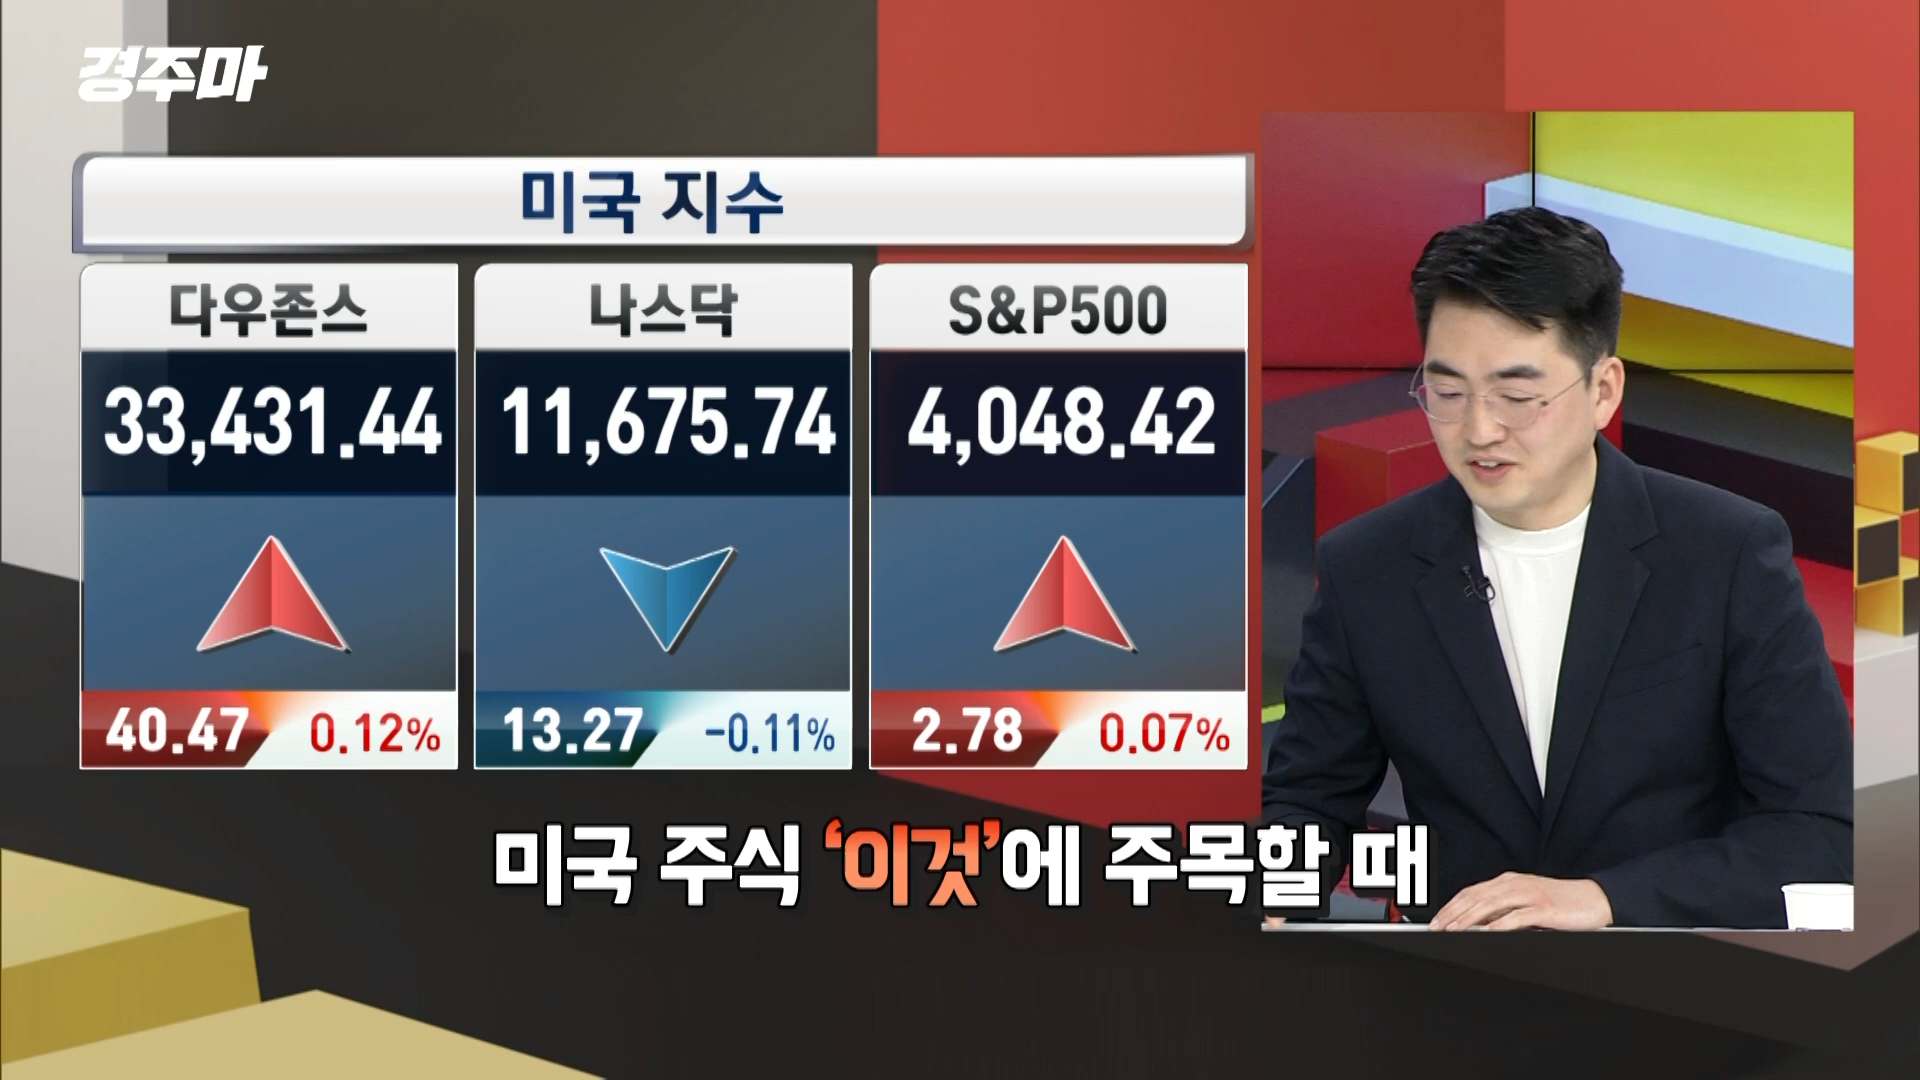 경주마
미국 지수
다우존스
33,431.44
40.47 0.12%
나스닥
11,675.74
13.27 -0.11%
S&P500
4,048.42
2.78 0.07%
미국 주식 '이것'에 주목할 때